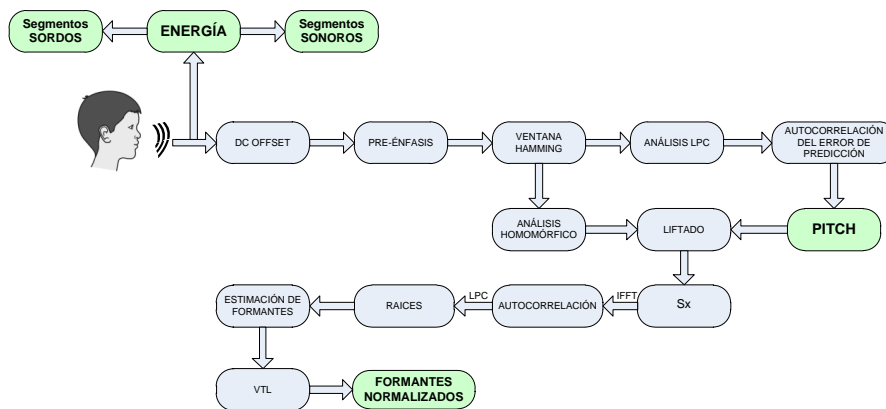 Segmentos
SORDOS
ENERGÍA
Segmentos
SONOROS
DC OFFSET
PRE-ÉNFASIS
VENTANA
HAMMING
ANÁLISIS LPC
AUTOCORRELACIÓN
DEL ERROR DE
PREDICCIÓN
ANÁLISIS
HOMOMÓRFICO
LIFTADO
PITCH
ESTIMACIÓN DE
FORMANTES
RAICES
LPC
AUTOCORRELACIÓN
IFFT
Sx
VTL
FORMANTES
NORMALIZADOS